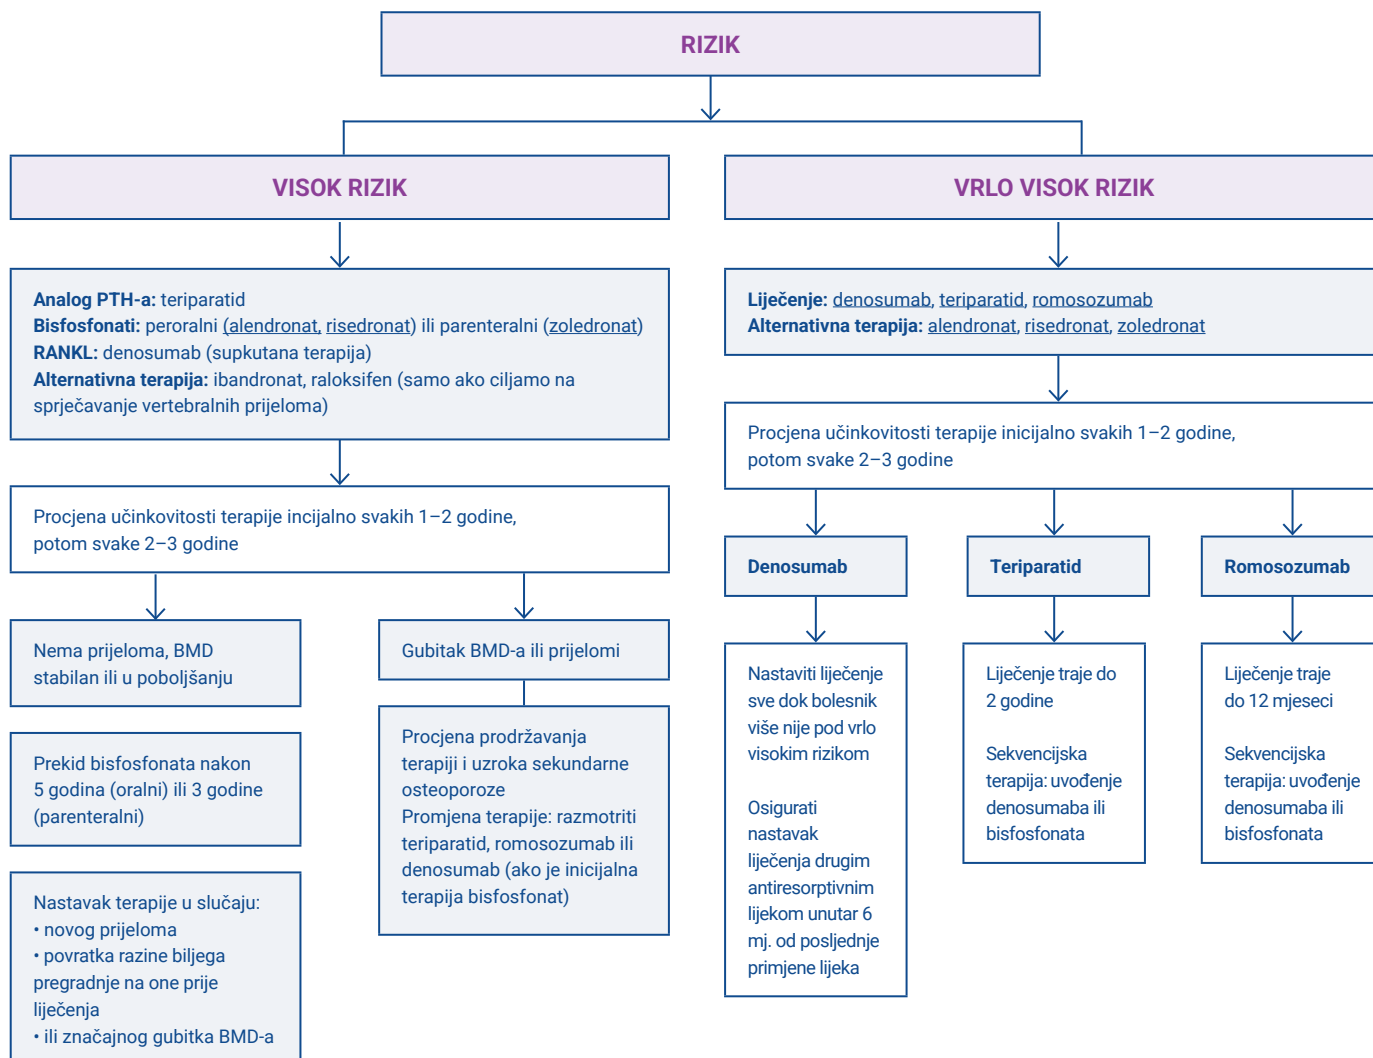 RIZIK
VISOK RIZIK
Analog PTH-a: teriparatid
Bisfosfonati: peroralni (alendronat, risedronat) ili parenteralni (zoledronat)
RANKL: denosumab (supkutana terapija)
Alternativna terapija: ibandronat, raloksifen (samo ako ciljamo na
sprječavanje vertebralnih prijeloma)
Procjena učinkovitosti terapije incijalno svakih 1–2 godine,
potom svake 2–3 godine
Nema prijeloma, BMD
stabilan ili u poboljšanju
Prekid bisfosfonata nakon
5 godina (oralni) ili 3 godine
(parenteralni)
Nastavak terapije u slučaju:
• novog prijeloma
• povratka razine biljega
pregradnje na one prije
liječenja
• ili značajnog gubitka BMD-a
Gubitak BMD-a ili prijelomi
Procjena prodržavanja
terapiji i uzroka sekundarne
osteoporoze
Promjena terapije: razmotriti
teriparatid, romosozumab ili
denosumab (ako je inicijalna
terapija bisfosfonat)
VRLO VISOK RIZIK
Liječenje: denosumab, teriparatid, romosozumab
Alternativna terapija: alendronat, risedronat, zoledronat
Procjena učinkovitosti terapije inicijalno svakih 1–2 godine,
potom svake 2–3 godine
Denosumab
Nastaviti liječenje
sve dok bolesnik
više nije pod vrlo
visokim rizikom
Osigurati
nastavak
liječenja drugim
antiresorptivnim
lijekom unutar 6
mj. od posljednje
primjene lijeka
Teriparatid
Liječenje traje do
2 godine
Sekvencijska
terapija: uvođenje
denosumaba ili
bisfosfonata
Romosozumab
Liječenje traje
do 12 mjeseci
Sekvencijska
terapija: uvođenje
denosumaba ili
bisfosfonata